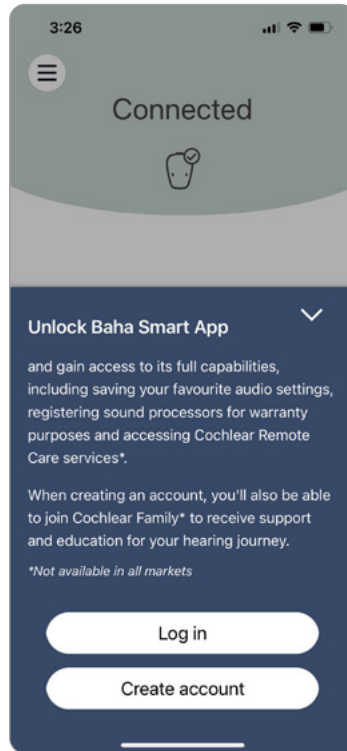 3:26
Connected
Unlock Baha Smart App
and gain access to its full capabilities,
including saving your favourite audio settings,
registering sound processors for warranty
purposes and accessing Cochlear Remote
Care services*.
When creating an account, you'll also be able
to join Cochlear Family* to receive support
and education for your hearing journey.
*Not available in all markets
Log in
Create account